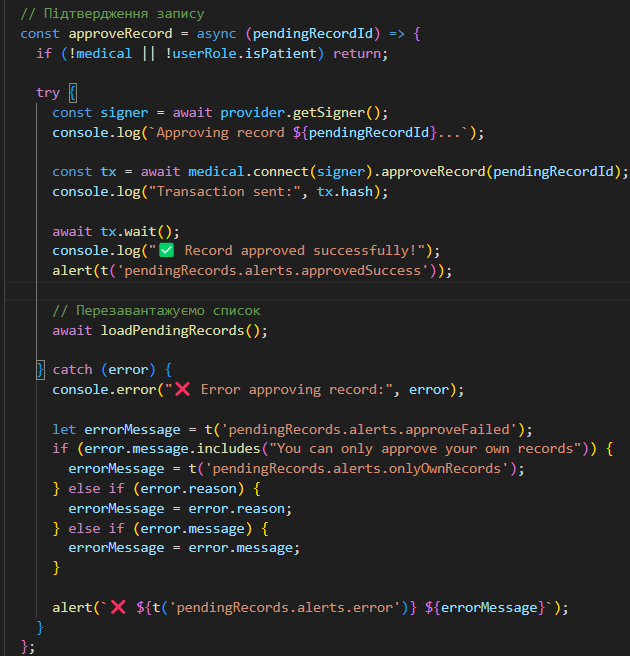 // Підтвердження запису
const approveRecord = async (pendingRecordId) => {
  if (!medical || !userRole.isPatient) return;

  try {
    const signer = await provider.getSigner();
    console.log(`Approving record ${pendingRecordId}...`);

    const tx = await medical.connect(signer).approveRecord(pendingRecordId);
    console.log("Transaction sent:", tx.hash);

    await tx.wait();
    console.log("✅ Record approved successfully!");
    alert(t('pendingRecords.alerts.approvedSuccess'));

    // Перезавантажуємо список
    await loadPendingRecords();

  } catch (error) {
    console.error("❌ Error approving record:", error);

    let errorMessage = t('pendingRecords.alerts.approveFailed');
    if (error.message.includes("You can only approve your own records")) {
      errorMessage = t('pendingRecords.alerts.onlyOwnRecords');
    } else if (error.reason) {
      errorMessage = error.reason;
    } else if (error.message) {
      errorMessage = error.message;
    }

    alert(`❌ ${t('pendingRecords.alerts.error')} ${errorMessage}`);
  }
};